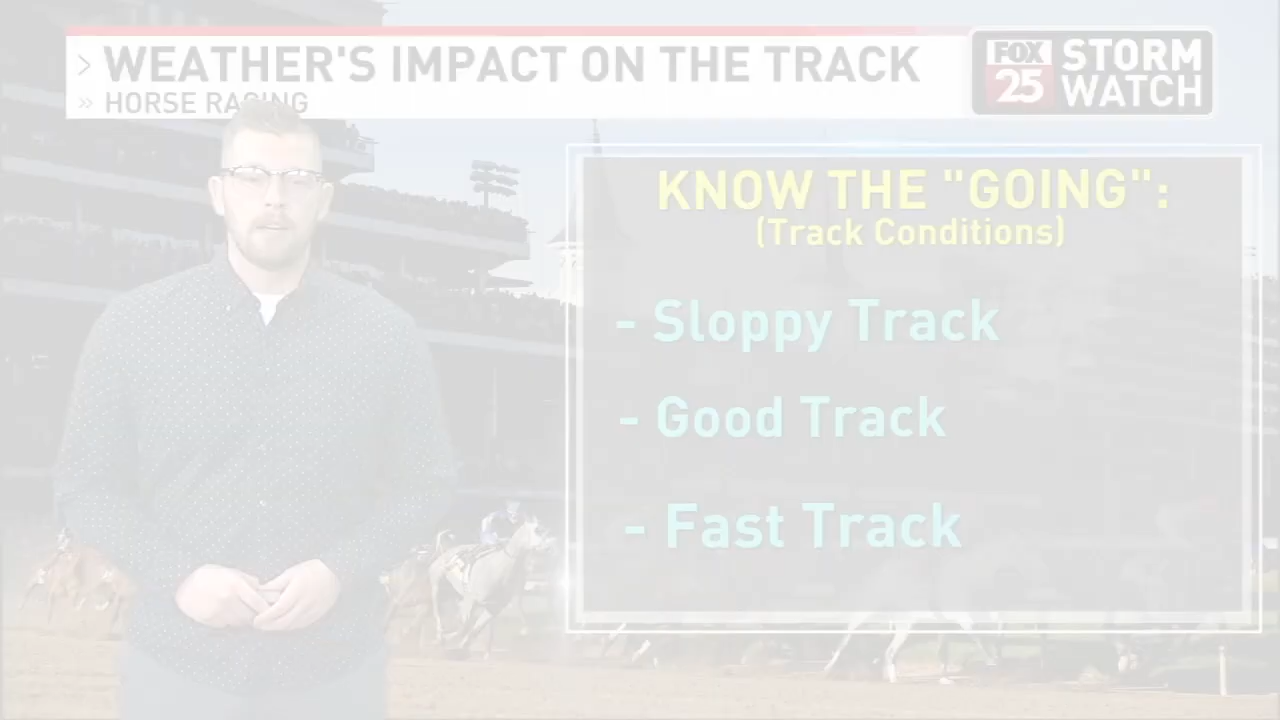 > WEATHER'S IMPACT ON THE TRACK
» HORSE RACING
FOX 25 STORM WATCH
KNOW THE "GOING":
(Track Conditions)
- Sloppy Track
- Good Track
- Fast Track